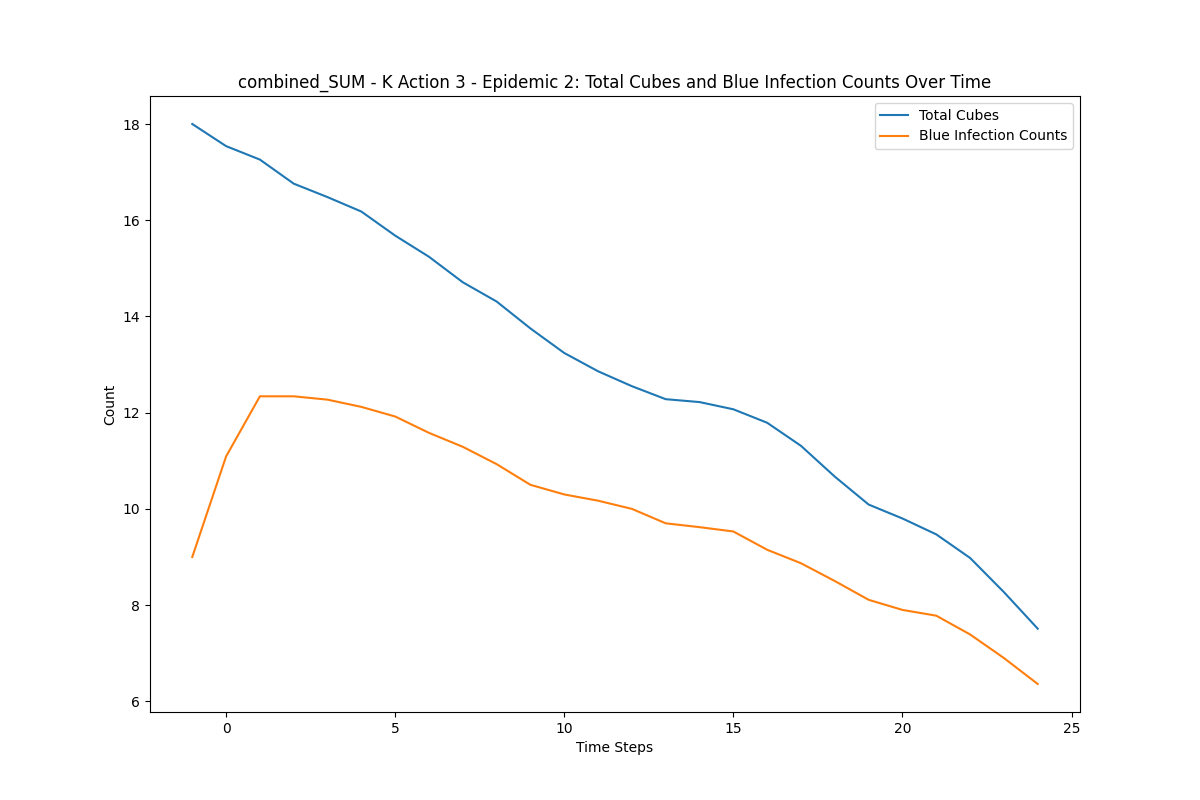 combined_SUM - K Action 3 - Epidemic 2: Total Cubes and Blue Infection Counts Over Time
Total Cubes
Blue Infection Counts
18
16
14
12
10
8
6
Count
0 5 10 15 20 25
Time Steps